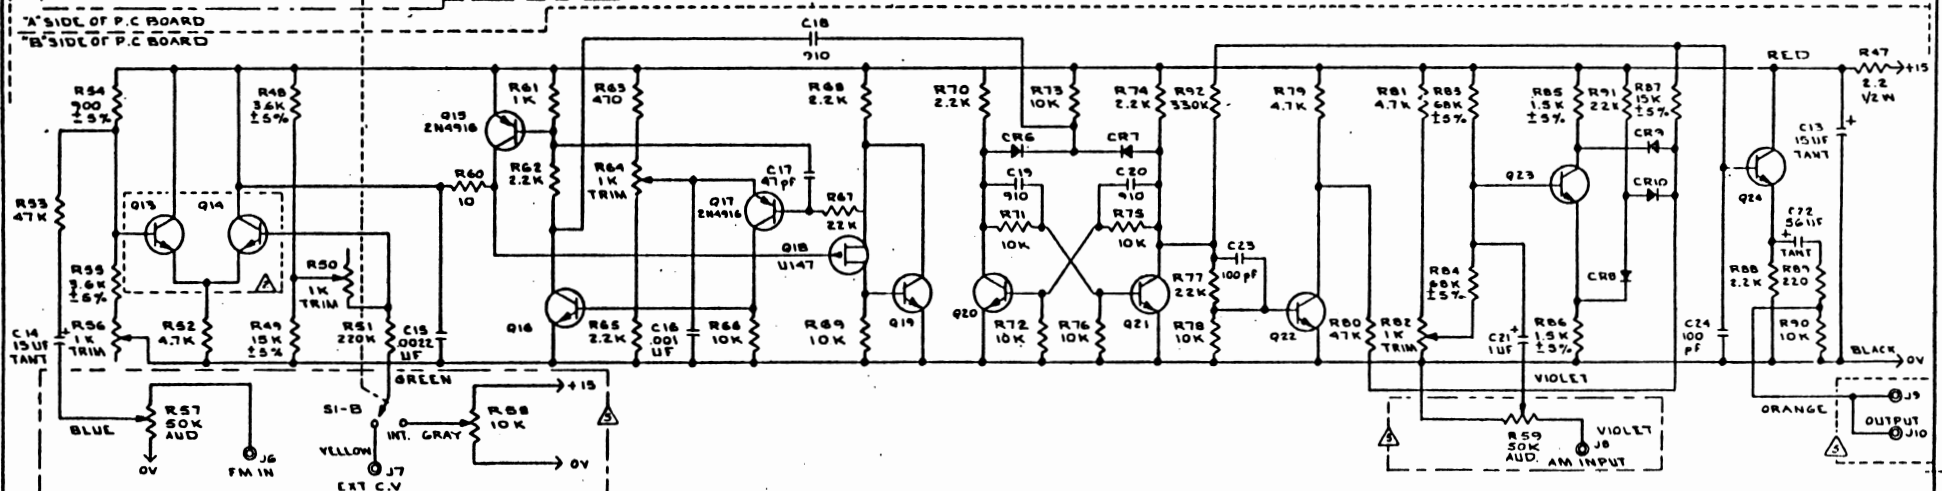 "A" SIDE OF P.C BOARD
"B" SIDE OF P.C BOARD
C18
910
RED
R47
+15
2.2
1/2W
R54
900
±5%
R48
3.6K
±5%
Q15
2N4916
R61
1K
R63
470
R68
2.2K
R70
2.2K
R73
10K
R74
2.2K
R92
330K
R79
4.7K
R81
4.7K
R83
68K
±5%
R85
1.5K
±5%
R91
22K
R87
15K
±5%
C13
15UF
TANT
+
CR6
CR7
CR9
R62
2.2K
R60
10
R64
1K
TRIM
C17
47pF
C19
910
C20
910
Q23
CR10
Q24
R53
47K
Q13
Q14
Q17
2N4916
R67
22K
R71
10K
R75
10K
C22
56UF
+
TANT
Q18
U147
C23
100pF
R55
3.6K
±5%
R50
1K
TRIM
7
R77
22K
R84
68K
±5%
CR8
R88
2.2K
R89
220
C14
15UF
TANT
+
R56
1K
TRIM
R52
4.7K
R49
15K
±5%
R51
220K
C15
.0022
UF
Q16
R65
2.2K
C16
.001
UF
R66
10K
R69
10K
Q19
Q20
R72
10K
R76
10K
Q21
R78
10K
Q22
R80
47K
R82
1K
TRIM
C21
1UF
+
R86
1.5K
±5%
C24
100
pF
R90
10K
BLACK
0V
GREEN
VIOLET
+15
S1-B
R57
50K
AUD
BLUE
INT. GRAY
R58
10K
5
YELLOW
J6
FM IN
0V
J7
EXT C.V
0V
5
R59
50K
AUD.
VIOLET
J8
AM INPUT
ORANGE
J9
OUTPUT
J10
5